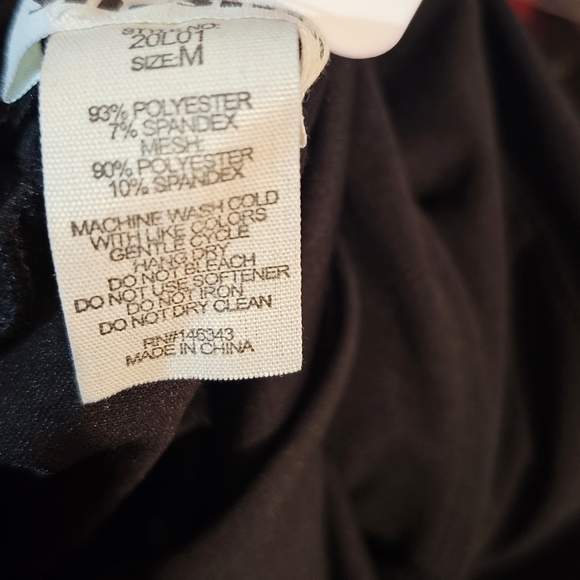 STYLE NO:
20L01
SIZE:M
93% POLYESTER
7% SPANDEX
MESH:
90% POLYESTER
10% SPANDEX
MACHINE WASH COLD
WITH LIKE COLORS
GENTLE CYCLE
HANG DRY
DO NOT BLEACH
DO NOT USE SOFTENER
DO NOT IRON
DO NOT DRY CLEAN
RN#146343
MADE IN CHINA